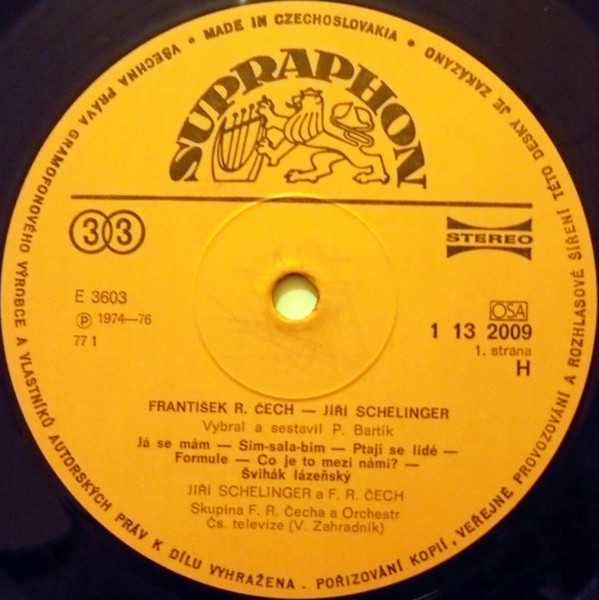 VŠECHNA PRÁVA GRAMOFONOVÉHO VÝROBCE A VLASTNÍKŮ AUTORSKÝCH PRÁV K DÍLU VYHRAŽENA . POŘIZOVÁNÍ KOPIÍ, VEŘEJNÉ PROVOZOVÁNÍ A ROZHLASOVÉ ŠÍŘENÍ TÉTO DESKY JE ZAKÁZÁNO
• MADE IN CZECHOSLOVAKIA •
SUPRAPHON
33
STEREO
E 3603
Ⓟ 1974—76
77 1
OSA
1 13 2009
1. strana
H
FRANTIŠEK R. ČECH — JIŘÍ SCHELINGER
Vybral a sestavil P. Bartík
Já se mám — Sim-sala-bim — Ptají se lidé —
Formule — Co je to mezi námi? —
Švihák lázeňský
JIŘÍ SCHELINGER a F. R. ČECH
Skupina F. R. Čecha a Orchestr
Čs. televize (V. Zahradník)